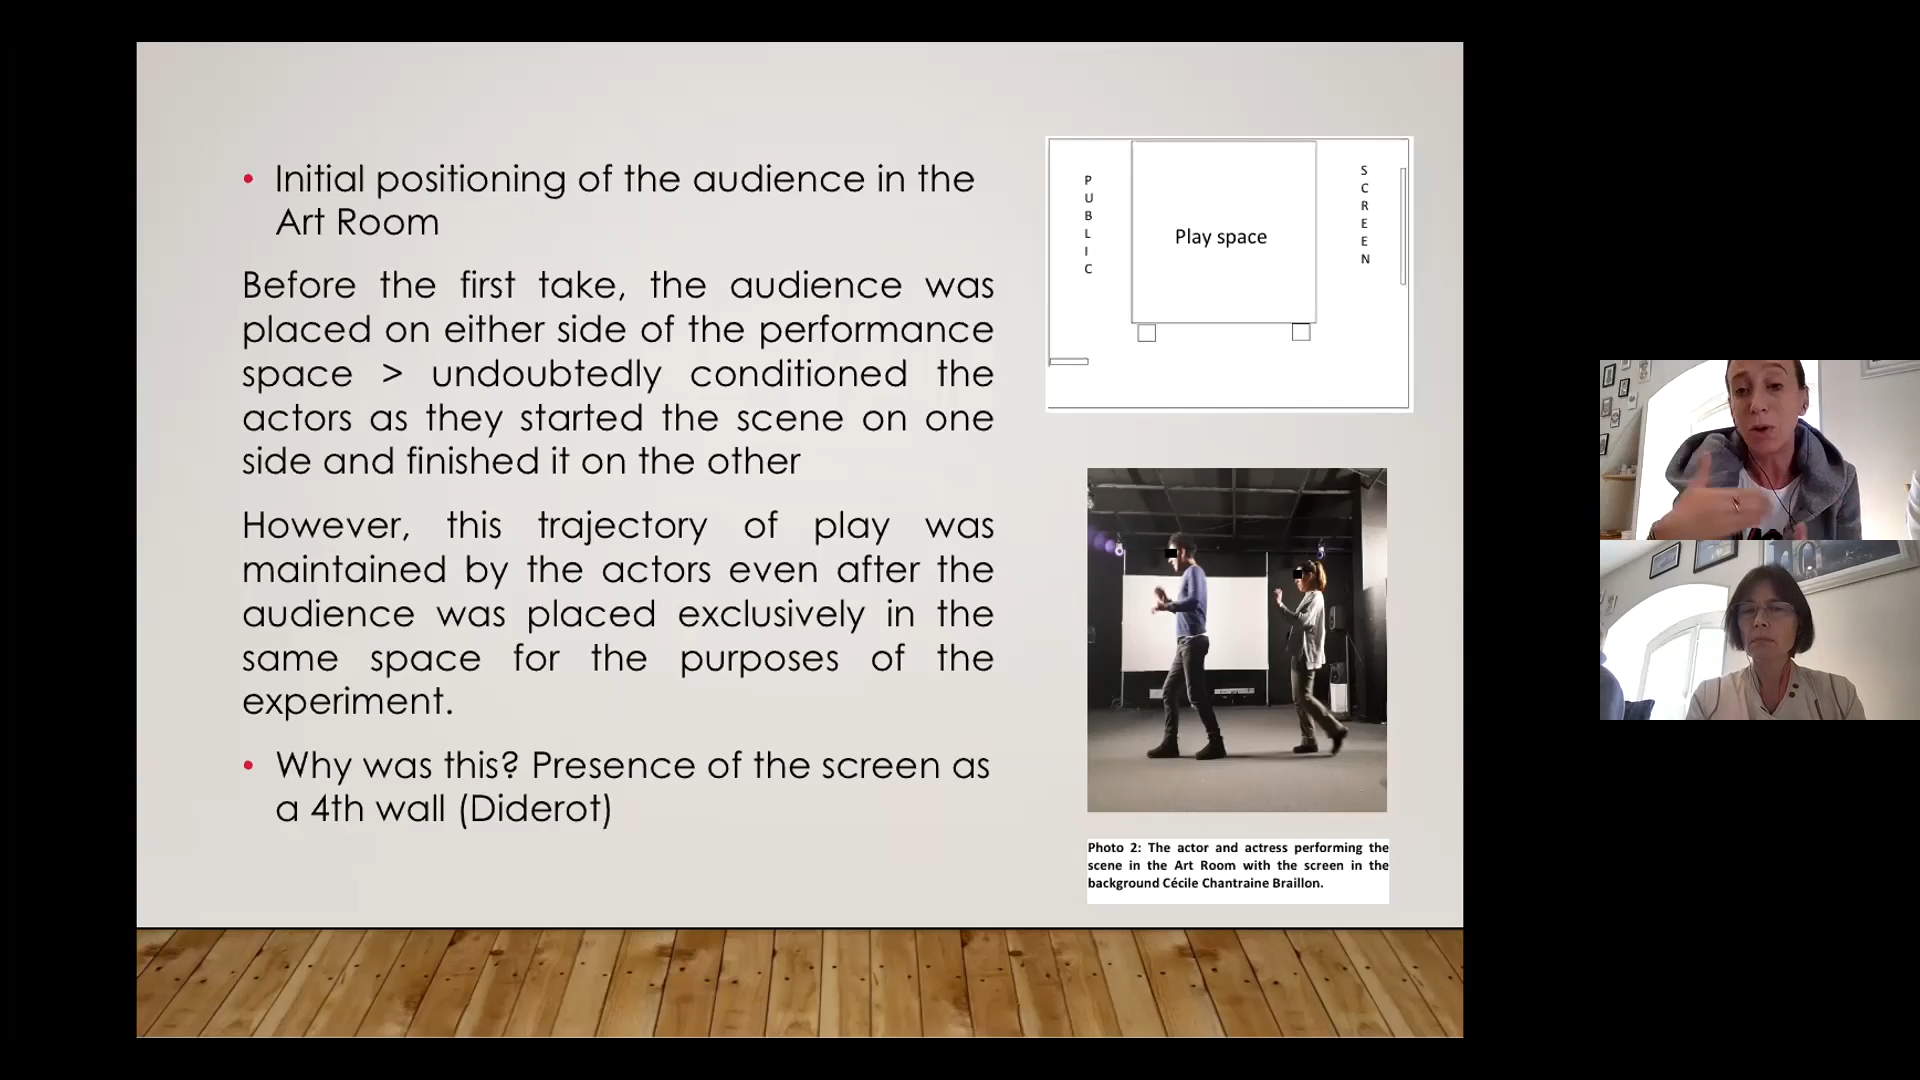 • Initial positioning of the audience in the
Art Room
Before the first take, the audience was
placed on either side of the performance
space > undoubtedly conditioned the
actors as they started the scene on one
side and finished it on the other
However, this trajectory of play was
maintained by the actors even after the
audience was placed exclusively in the
same space for the purposes of the
experiment.
• Why was this? Presence of the screen as
a 4th wall (Diderot)
PUBLIC
Play space
SCREEN
Photo 2: The actor and actress performing the
scene in the Art Room with the screen in the
background Cécile Chantraine Braillon.